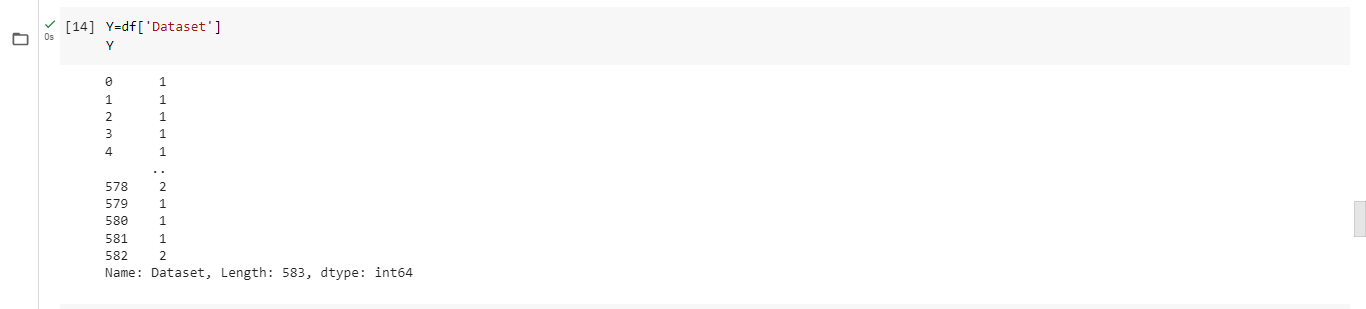 [14] Y=df['Dataset']
Y
0s
0 1
1 1
2 1
3 1
4 1
..
578 2
579 1
580 1
581 1
582 2
Name: Dataset, Length: 583, dtype: int64